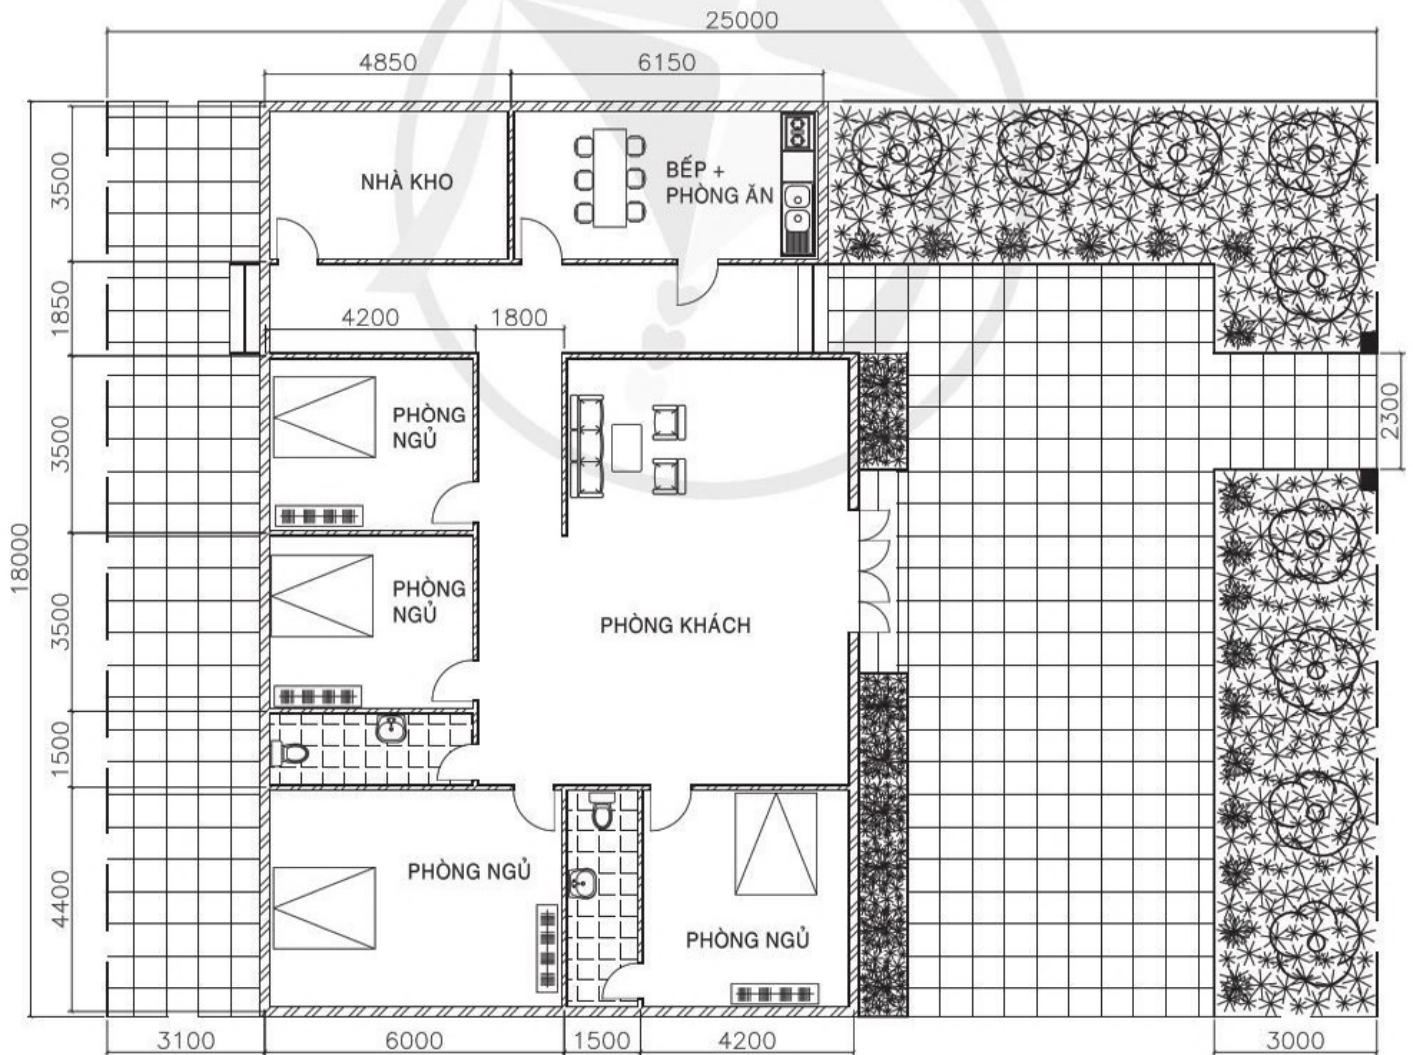 25000
4850
6150
3500
NHÀ KHO
BẾP +
PHÒNG ĂN
1850
4200
1800
3500
PHÒNG
NGỦ
2300
18000
3500
PHÒNG
NGỦ
PHÒNG KHÁCH
1500
4400
PHÒNG NGỦ
PHÒNG NGỦ
3100
6000
1500
4200
3000